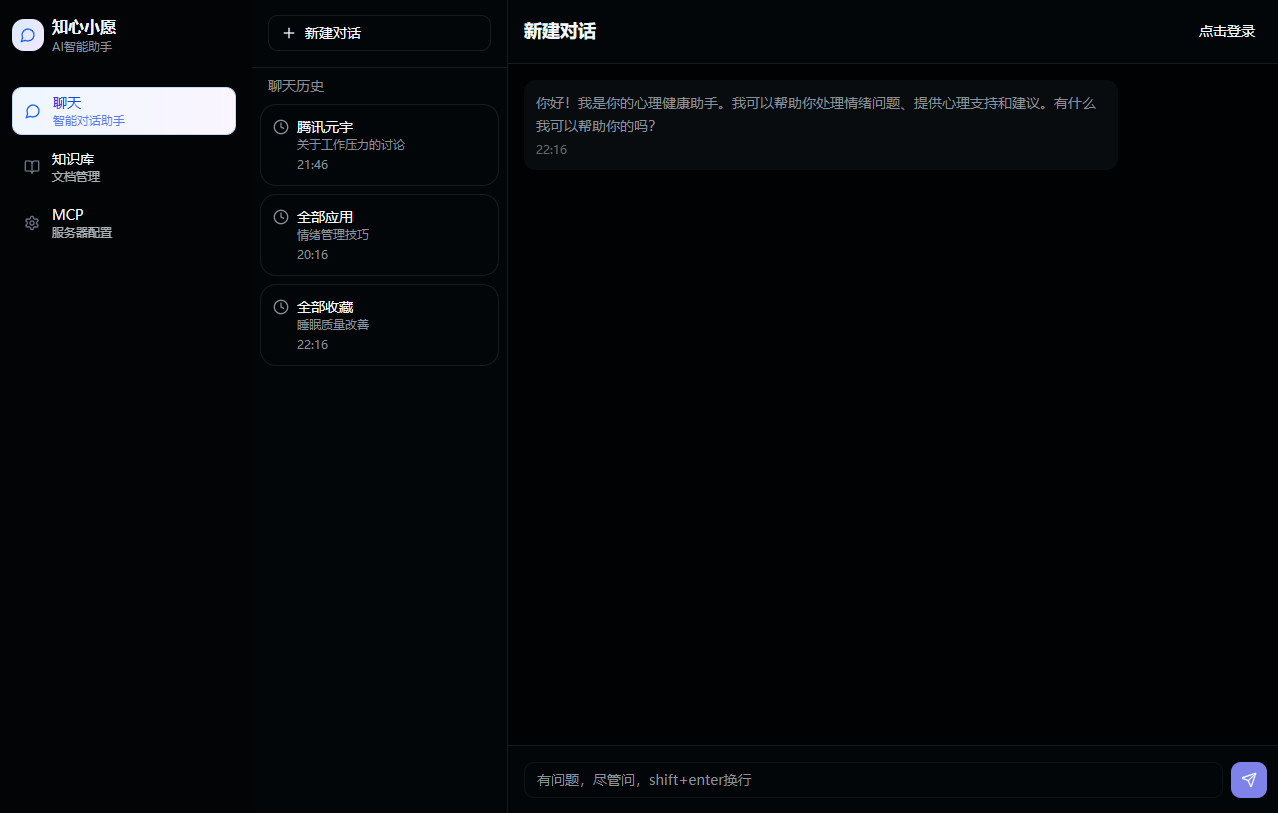 知心小愿
AI智能助手
聊天
智能对话助手
知识库
文档管理
MCP
服务器配置
新建对话
聊天历史
腾讯元宇
关于工作压力的讨论
21:46
全部应用
情绪管理技巧
20:16
全部收藏
睡眠质量改善
22:16
新建对话
点击登录
你好！我是你的心理健康助手。我可以帮助你处理情绪问题、提供心理支持和建议。有什么
我可以帮助你的吗？
22:16
有问题，尽管问，shift+enter换行